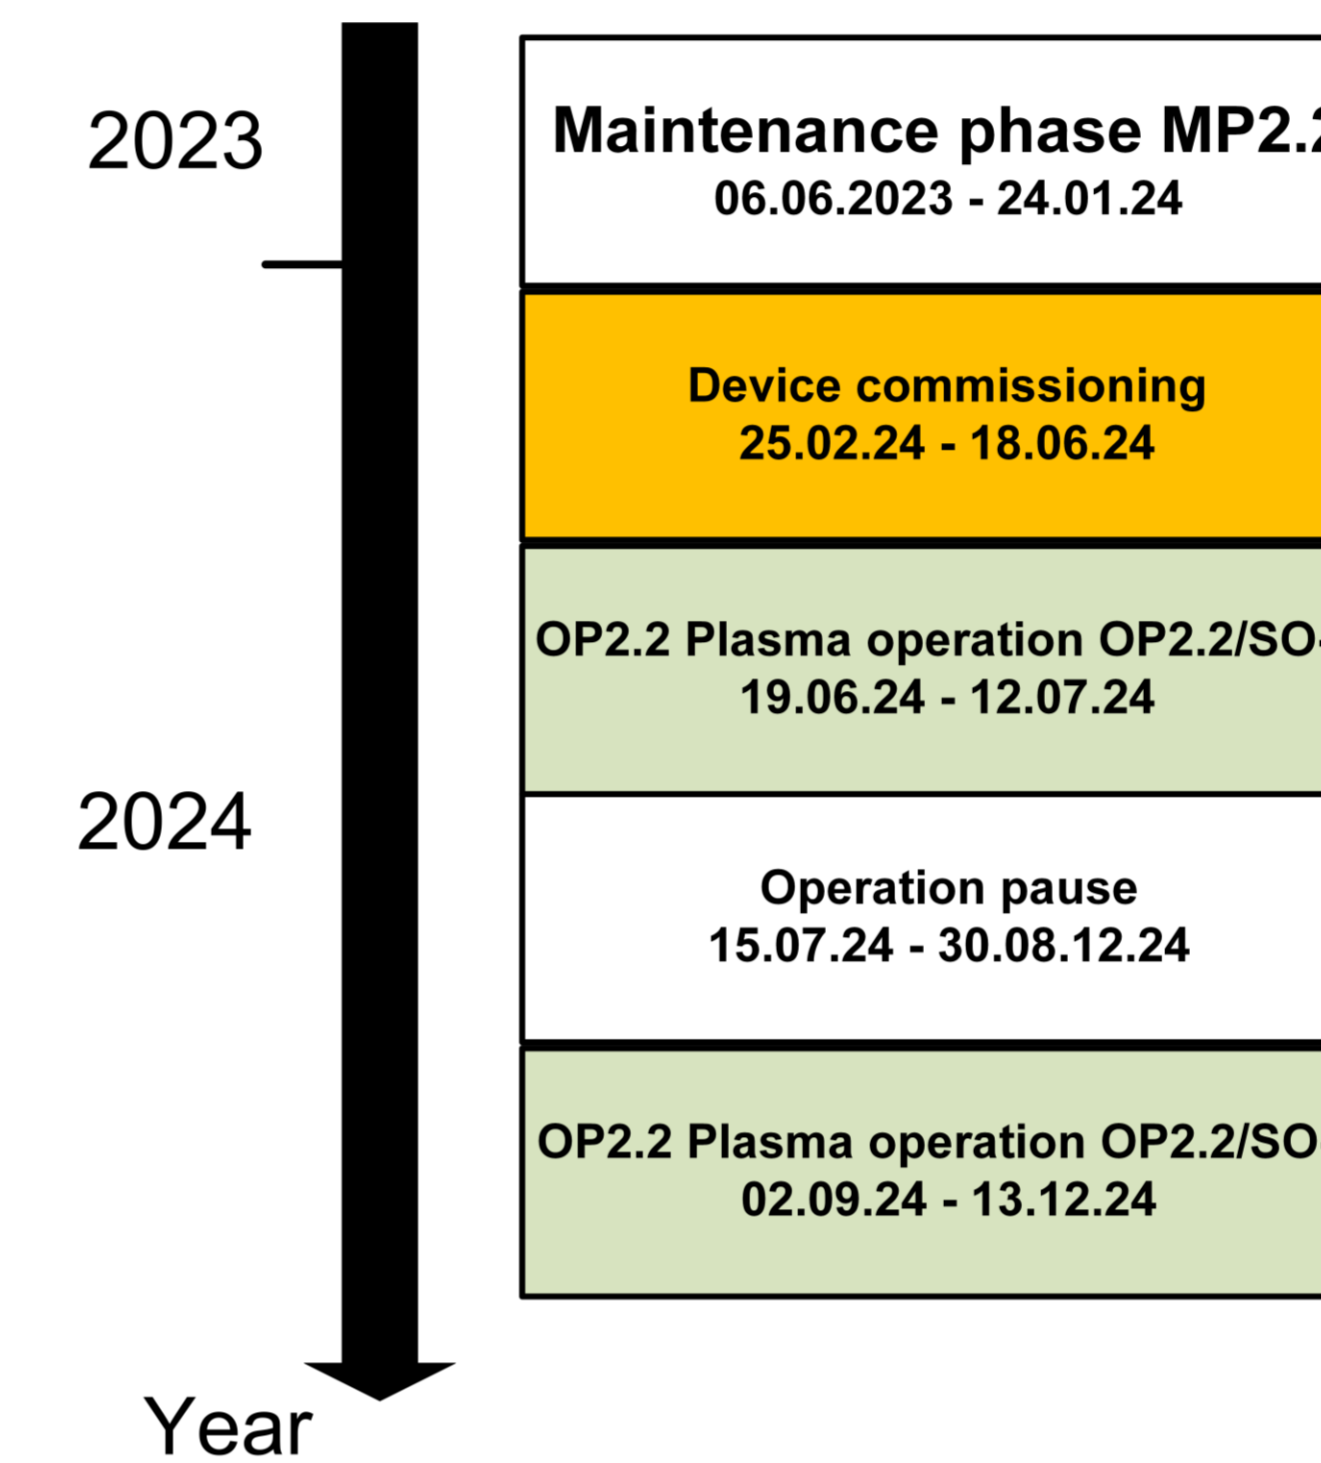 2023
Maintenance phase MP2.2
06.06.2023 - 24.01.24
Device commissioning
25.02.24 - 18.06.24
OP2.2 Plasma operation OP2.2/SO-
19.06.24 - 12.07.24
2024
Operation pause
15.07.24 - 30.08.12.24
OP2.2 Plasma operation OP2.2/SO
02.09.24 - 13.12.24
Year